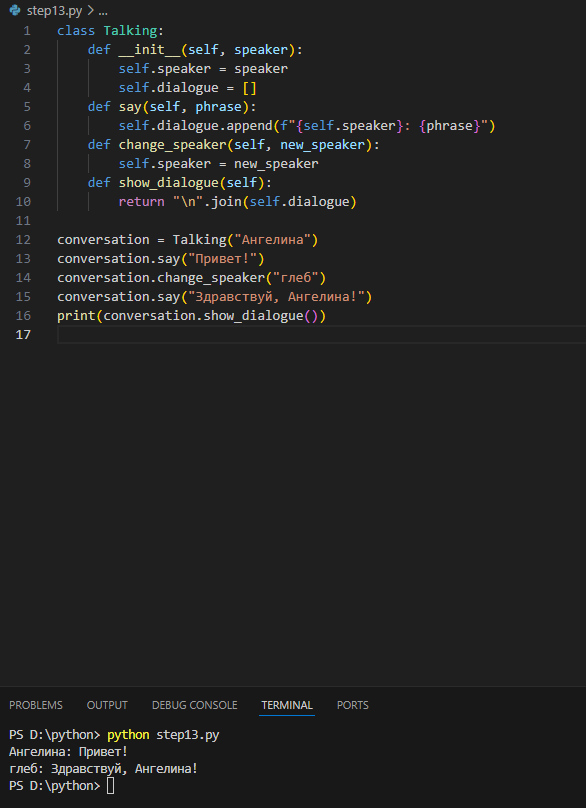 step13.py > ...
1 class Talking:
2     def __init__(self, speaker):
3         self.speaker = speaker
4         self.dialogue = []
5     def say(self, phrase):
6         self.dialogue.append(f"{self.speaker}: {phrase}")
7     def change_speaker(self, new_speaker):
8         self.speaker = new_speaker
9     def show_dialogue(self):
10         return "\n".join(self.dialogue)
11
12 conversation = Talking("Ангелина")
13 conversation.say("Привет!")
14 conversation.change_speaker("глеб")
15 conversation.say("Здравствуй, Ангелина!")
16 print(conversation.show_dialogue())
17
PROBLEMS OUTPUT DEBUG CONSOLE TERMINAL PORTS
PS D:\python> python step13.py
Ангелина: Привет!
глеб: Здравствуй, Ангелина!
PS D:\python>